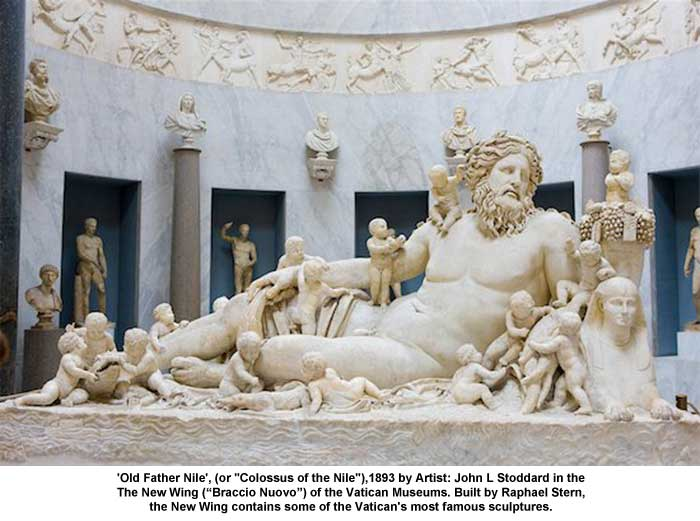 'Old Father Nile', (or "Colossus of the Nile"),1893 by Artist: John L Stoddard in the
The New Wing (“Braccio Nuovo”) of the Vatican Museums. Built by Raphael Stern,
the New Wing contains some of the Vatican's most famous sculptures.